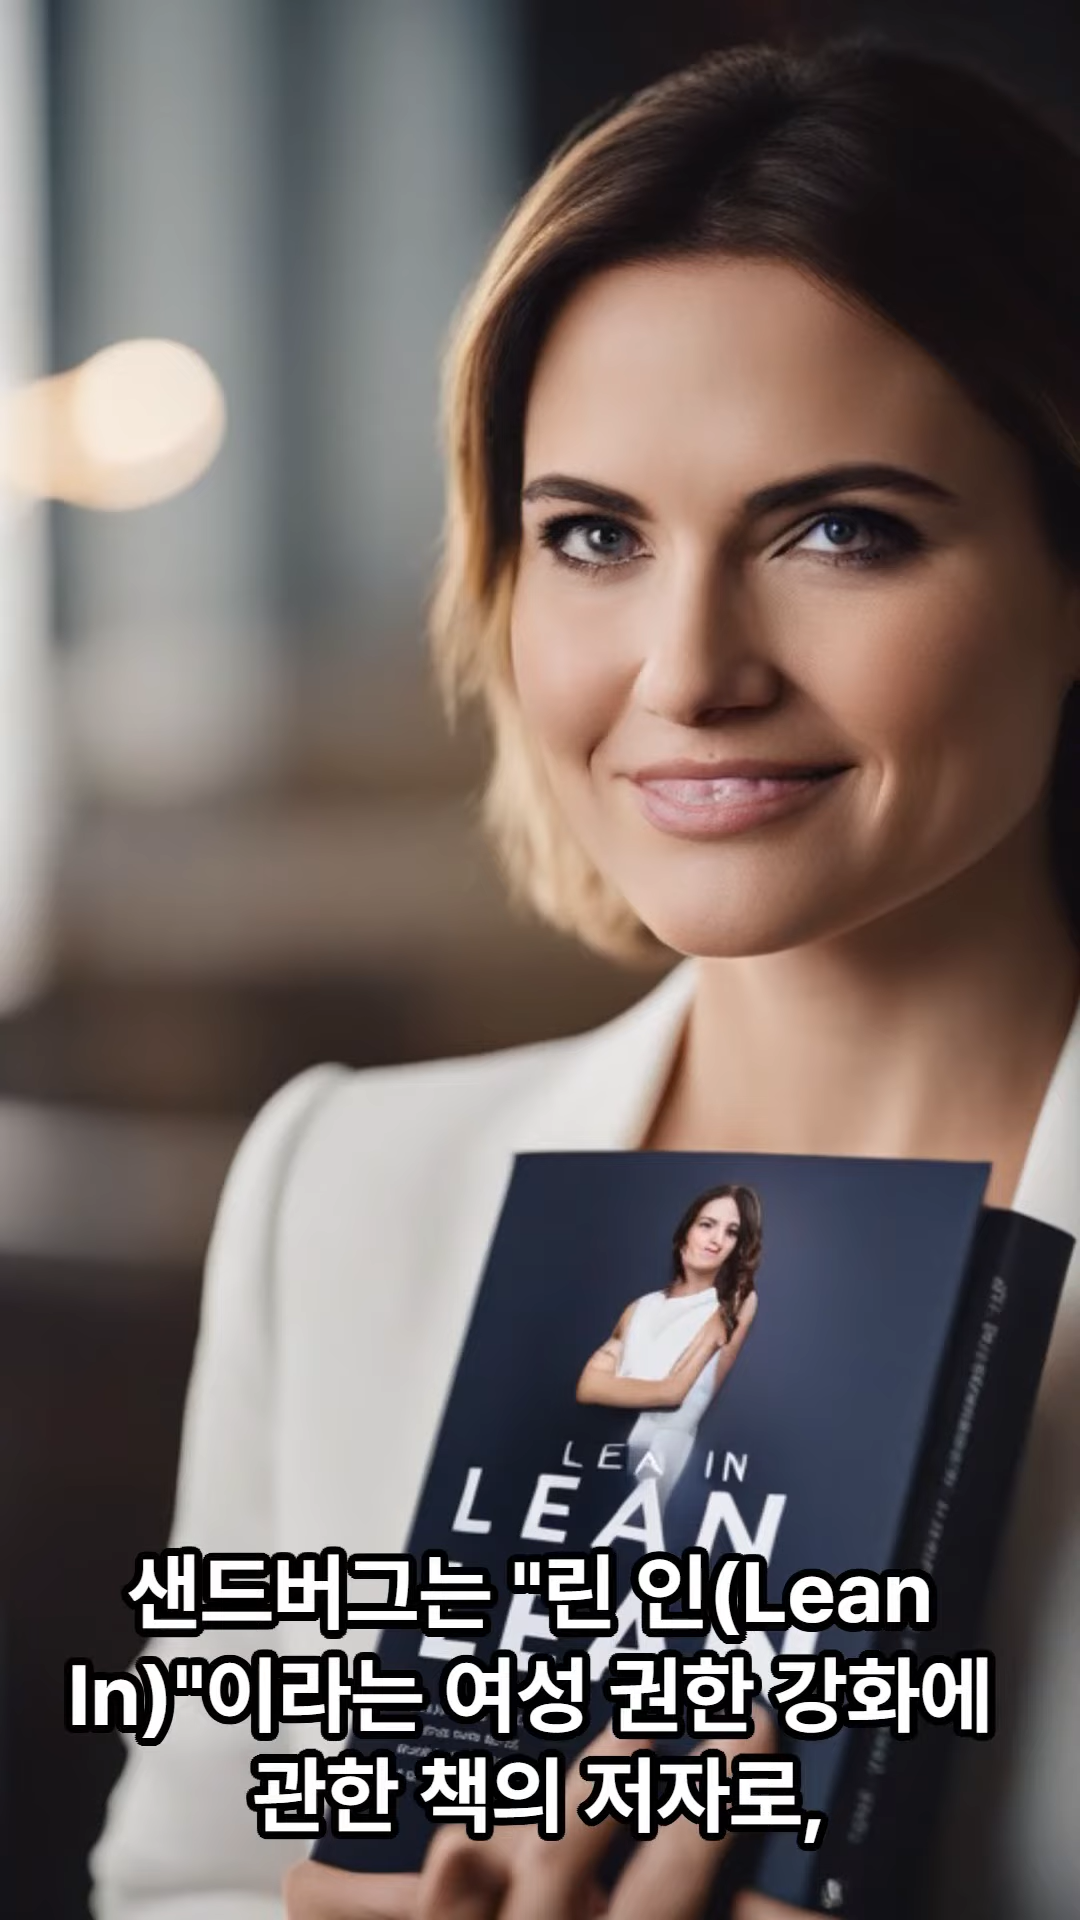 LEA IN
LEAN
LEAN
샌드버그는 "린 인(Lean
In)"이라는 여성 권한 강화에
관한 책의 저자로,